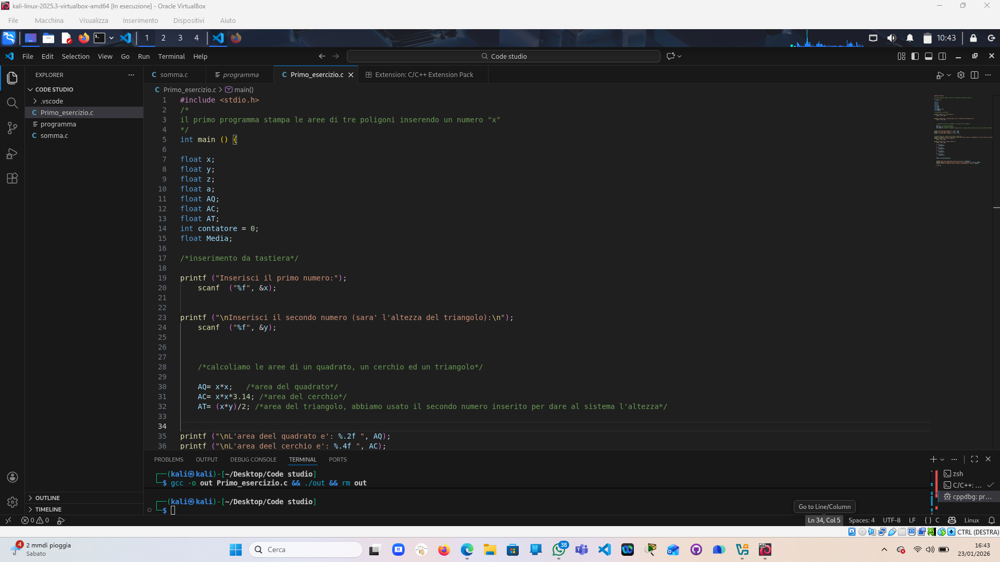 kali-linux-2025.3-virtualbox-amd64 [In esecuzione] - Oracle VirtualBox
File Macchina Visualizza Inserimento Dispositivi Aiuto
1 2 3 4 10:43
File Edit Selection View Go Run Terminal Help Code studio
EXPLORER
CODE STUDIO
.vscode
C Primo_esercizio.c
programma
C somma.c
OUTLINE
TIMELINE
C somma.c programma C Primo_esercizio.c Extension: C/C++ Extension Pack
C Primo_esercizio.c > main()
1 #include <stdio.h>
2 /*
3 il primo programma stampa le aree di tre poligoni inserendo un numero "x"
4 */
5 int main () {
6
7 float x;
8 float y;
9 float z;
10 float a;
11 float AQ;
12 float AC;
13 float AT;
14 int contatore = 0;
15 float Media;
16
17 /*inserimento da tastiera*/
18
19 printf ("Inserisci il primo numero:");
20 scanf  ("%f", &x);
21
22
23 printf ("\nInserisci il secondo numero (sara' l'altezza del triangolo):\n");
24 scanf  ("%f", &y);
25
26
27
28 /*calcoliamo le aree di un quadrato, un cerchio ed un triangolo*/
29
30 AQ= x*x;   /*area del quadrato*/
31 AC= x*x*3.14; /*area del cerchio*/
32 AT= (x*y)/2; /*area del triangolo, abbiamo usato il secondo numero inserito per dare al sistema l'altezza*/
33
34
35 printf ("\nL'area deel quadrato e': %.2f ", AQ);
36 printf ("\nL'area deel cerchio e': %.4f ", AC);
PROBLEMS OUTPUT DEBUG CONSOLE TERMINAL PORTS
(kali㉿kali)-[~/Desktop/Code studio]
$ gcc -o out Primo_esercizio.c && ./out && rm out
(kali㉿kali)-[~/Desktop/Code studio]
$
zsh
C/C++: ...
cppdbg: pr...
Go to Line/Column
0 0 Ln 34, Col 5 Spaces: 4 UTF-8 LF {} C Linux
CTRL (DESTRA)
4 2 mmdi pioggia
Sabato
Cerca
38
16:43
23/01/2026